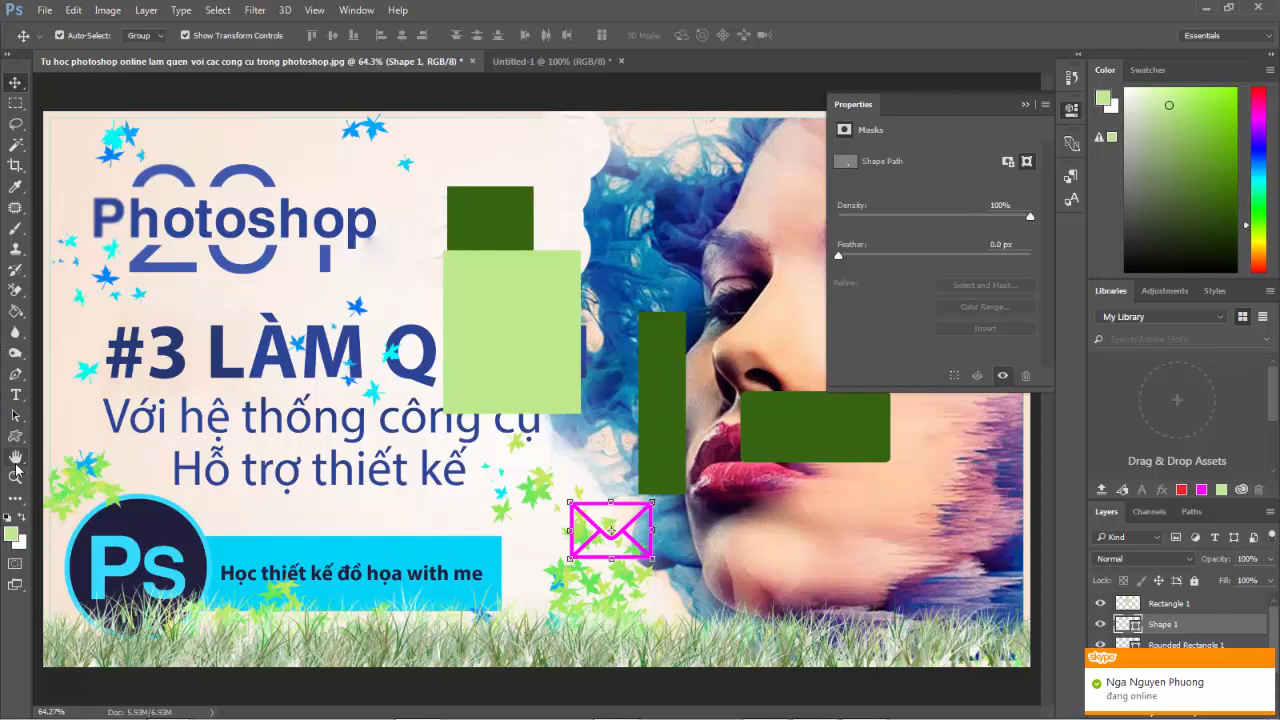 Ps File Edit Image Layer Type Select Filter 3D View Window Help
Auto-Select: Group Show Transform Controls 3D Mode: Essentials
Tu hoc photoshop online lam quen voi cac cong cu trong photoshop.jpg @ 64.3% (Shape 1, RGB/8) * × Untitled-1 @ 100% (RGB/8) * ×
Color Swatches
Properties
Masks
Shape Path
Density: 100%
Feather: 0.0 px
Refine: Select and Mask...
Color Range...
Invert
201
Photoshop
#3 LÀM Q
Với hệ thống công cụ
Hỗ trợ thiết kế
Ps
Học thiết kế đồ họa with me
Libraries Adjustments Styles
My Library
Search Adobe Stock
Drag & Drop Assets
Layers Channels Paths
Kind
Normal Opacity: 100%
Lock: Fill: 100%
Rectangle 1
Shape 1
Rounded Rectangle 1
skype
Nga Nguyen Phuong
đang online
64.27% Doc: 5.93M/6.93M